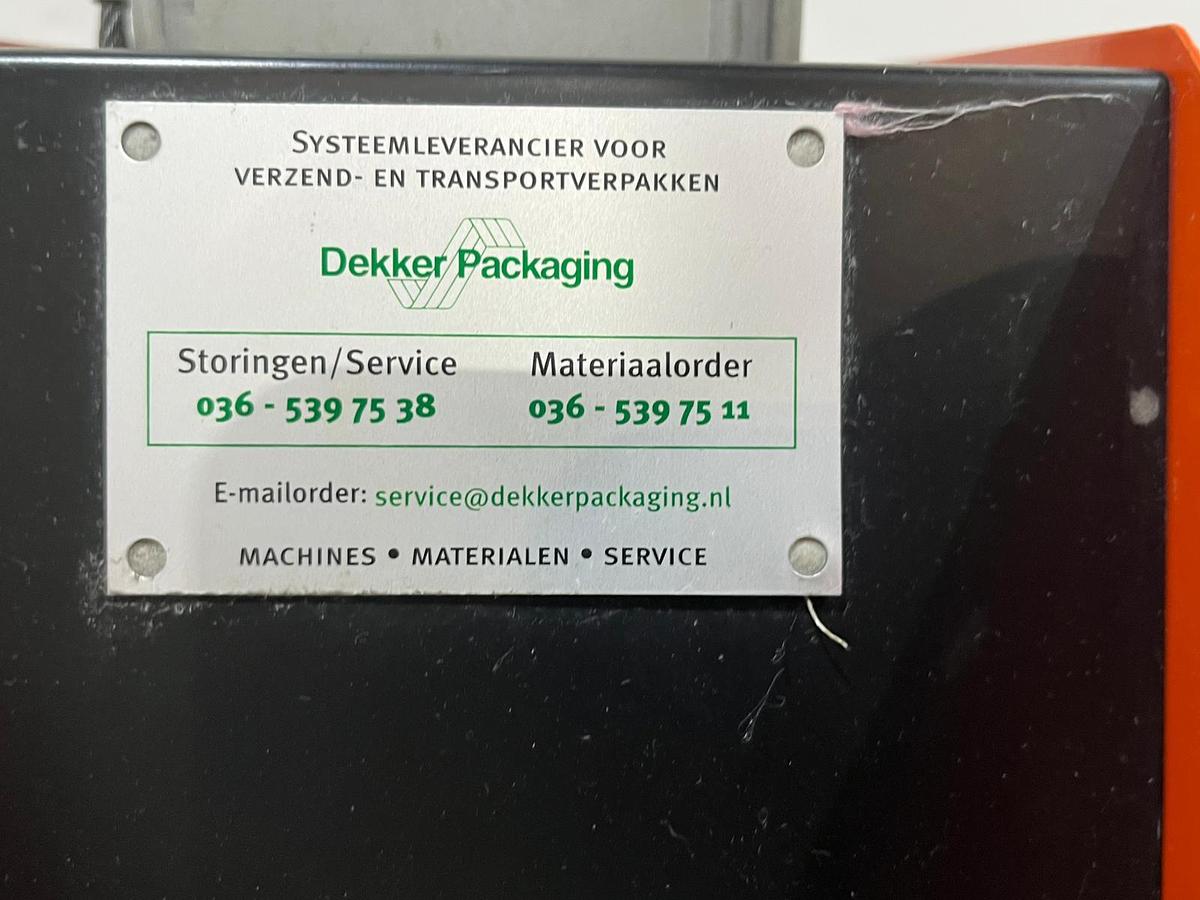 Systeemleverancier voor
verzend- en transportverpakken
Dekker Packaging
Storingen/Service Materiaalorder
036 - 539 75 38 036 - 539 75 11
E-mailorder: service@dekkerpackaging.nl
machines • materialen • service